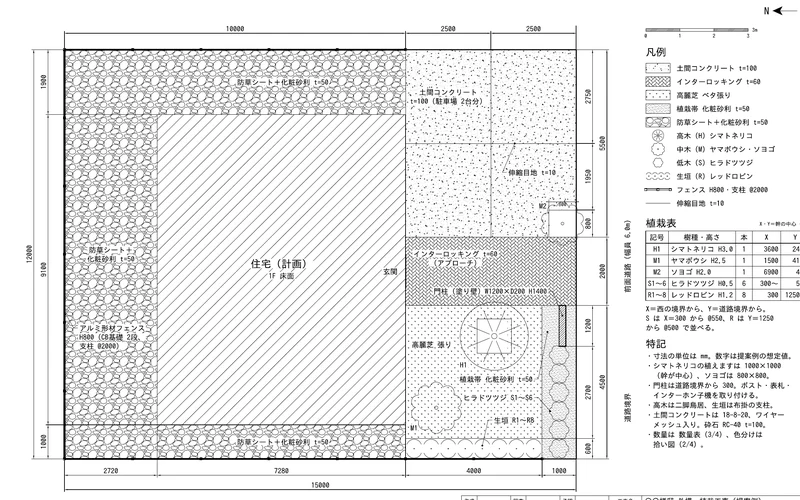 N
0 1 2 3m
10000
2500
2500
1900
9100
1000
12000
防草シート＋化粧砂利 t=50
土間コンクリート
t=100（駐車場 2台分）
伸縮目地 t=10
M2
800
2750
1950
800
5500
2000
1200
2700
600
4500
インターロッキング t=60
（アプローチ）
門柱（塗り壁）W1200×D200 H1400
防草シート＋
化粧砂利 t=50
住宅（計画）
1F 床面
玄関
アルミ形材フェンス
H800（CB基礎 2段、
支柱 @2000）
高麗芝 張り
H1
植栽帯 化粧砂利 t=50
ヒラドツツジ S1～S6
M1
生垣 R1～R8
防草シート＋化粧砂利 t=50
2720
7280
4000
1000
15000
前面道路（幅員 6.0m）
道路境界
凡例
土間コンクリート t=100
インターロッキング t=60
高麗芝 ベタ張り
植栽帯 化粧砂利 t=50
防草シート＋化粧砂利 t=50
高木（H）シマトネリコ
中木（M）ヤマボウシ・ソヨゴ
低木（S）ヒラドツツジ
生垣（R）レッドロビン
フェンス H800・支柱 @2000
伸縮目地 t=10
植栽表
X・Y＝幹の中心
記号 樹種・高さ 本 X Y
H1 シマトネリコ H3.0 1 3600 24
M1 ヤマボウシ H2.5 1 1500 41
M2 ソヨゴ H2.0 1 6900 4
S1～6 ヒラドツツジ H0.5 6 300～ 5
R1～8 レッドロビン H1.2 8 300 1250
X＝西の境界から、Y＝道路境界から。
S は X＝300 から @550、R は Y＝1250
から @500 で並べる。
特記
・寸法の単位は mm。数字は提案例の想定値。
・シマトネリコの植えますは 1000×1000
（幹が中心）、ソヨゴは 800×800。
・門柱は道路境界から 300。ポスト・表札・
インターホン子機を取り付ける。
・高木は二脚鳥居、生垣は布掛の支柱。
・土間コンクリートは 18-8-20、ワイヤー
メッシュ入り。砕石 RC-40 t=100。
・数量は 数量表（3/4）、色分けは
拾い図（2/4）。